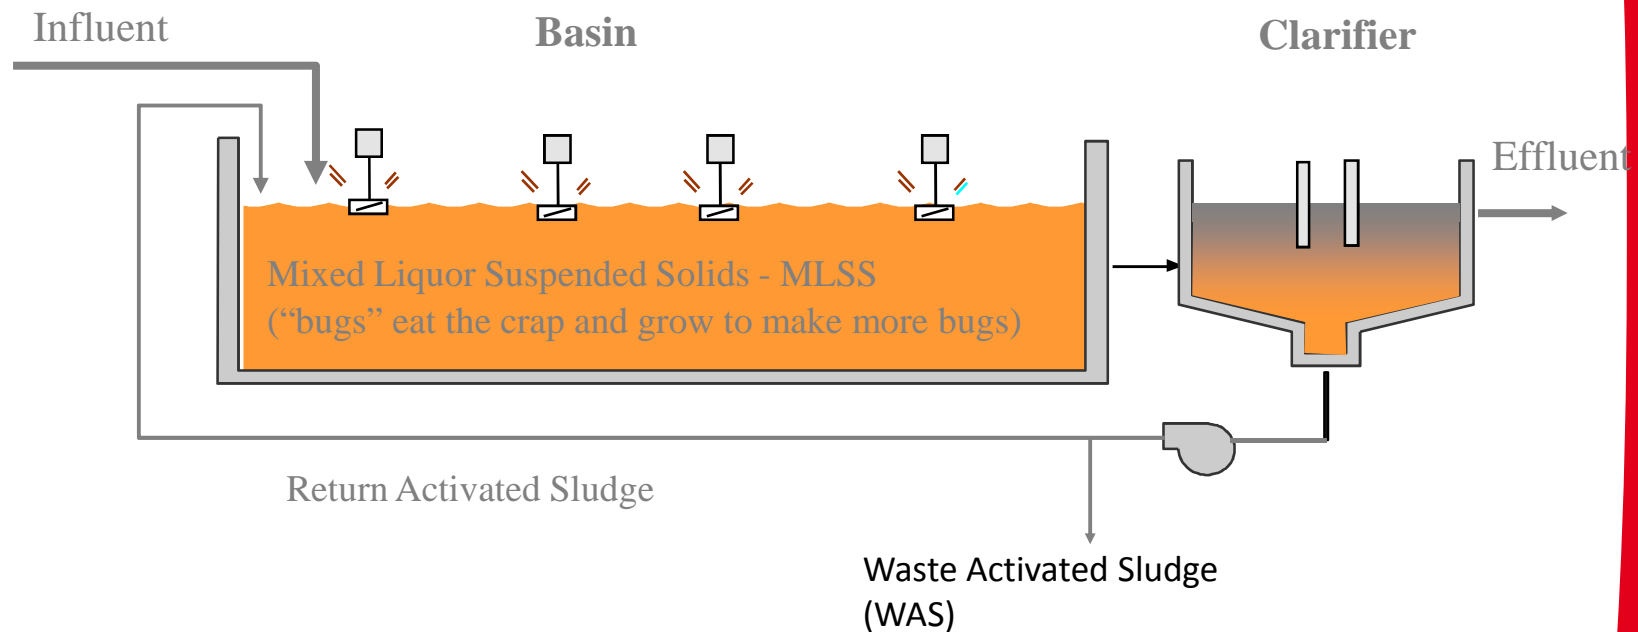 Influent
Basin
Clarifier
Effluent
Mixed Liquor Suspended Solids - MLSS
(“bugs” eat the crap and grow to make more bugs)
Return Activated Sludge
Waste Activated Sludge
(WAS)